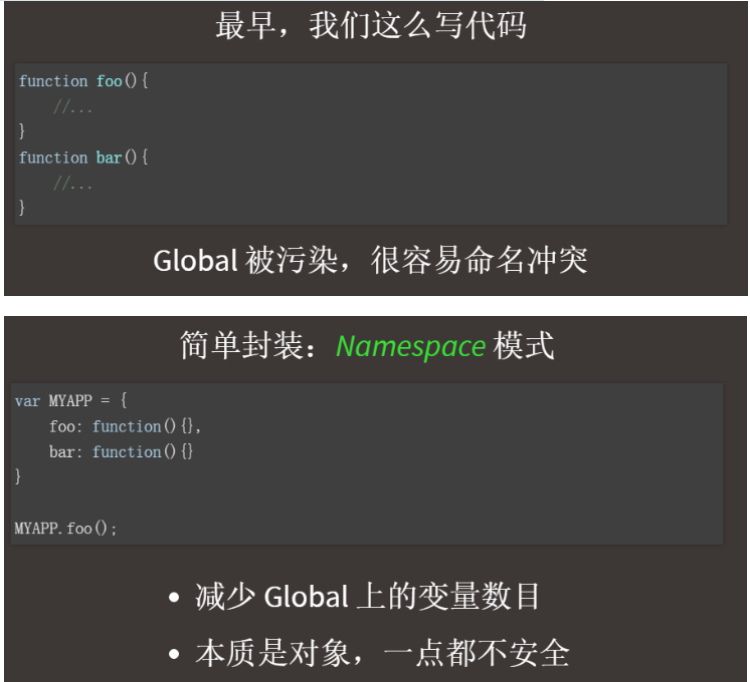 最早，我们这么写代码
function foo(){
    //...
}
function bar(){
    //...
}
Global 被污染，很容易命名冲突
简单封装：Namespace 模式
var MYAPP = {
    foo: function(){},
    bar: function(){}
}
MYAPP.foo();
• 减少 Global 上的变量数目
• 本质是对象，一点都不安全